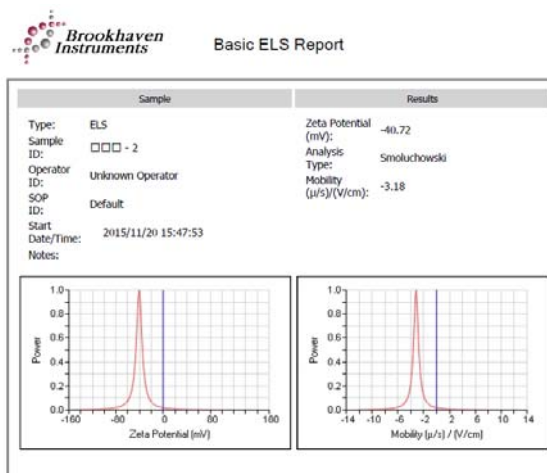 Brookhaven
Instruments
Basic ELS Report
Sample
Type: ELS
Sample
ID: □□□ - 2
Operator
ID: Unknown Operator
SOP
ID: Default
Start
Date/Time: 2015/11/20 15:47:53
Notes:
Results
Zeta Potential
(mV): -40.72
Analysis
Type: Smoluchowski
Mobility
(μ/s)/(V/cm): -3.18
1.0
0.8
0.6
0.4
0.2
0.0
Power
-160 -80 0 80 160
Zeta Potential (mV)
1.0
0.8
0.6
0.4
0.2
0.0
Power
-14 -10 -6 -2 2 6 10 14
Mobility (μ/s) / (V/cm)